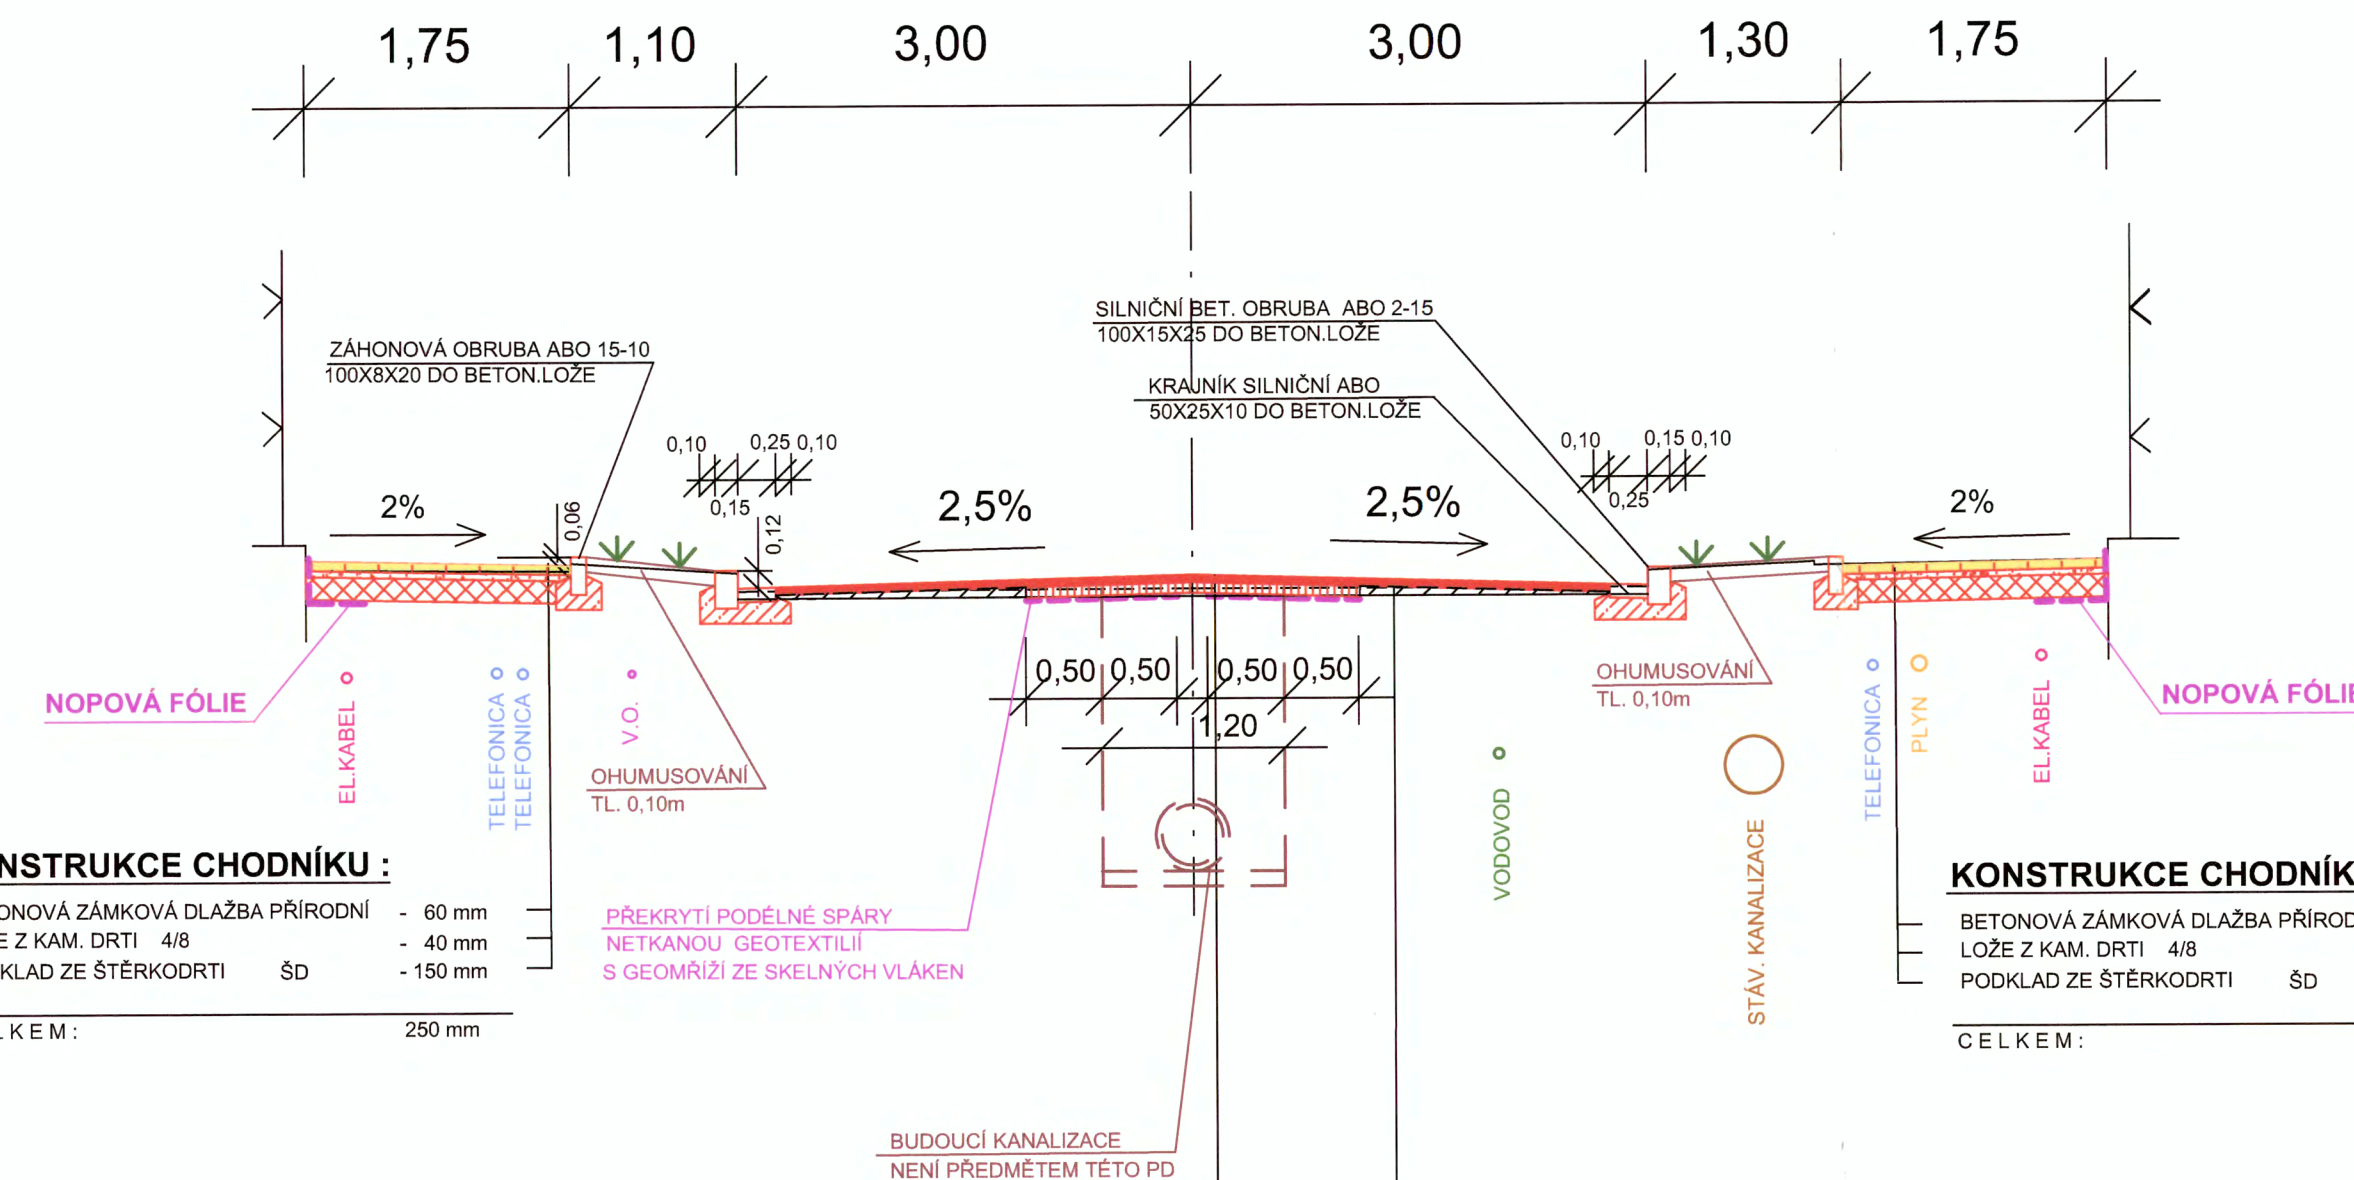 1,75
1,10
3,00
3,00
1,30
1,75
SILNIČNÍ BET. OBRUBA ABO 2-15
100X15X25 DO BETON.LOŽE
ZÁHONOVÁ OBRUBA ABO 15-10
100X8X20 DO BETON.LOŽE
KRAJNÍK SILNIČNÍ ABO
50X25X10 DO BETON.LOŽE
0,10
0,25 0,10
0,15
0,10
0,15 0,10
0,25
2%
0,06
0,12
2,5%
2,5%
2%
NOPOVÁ FÓLIE
EL.KABEL
TELEFONICA
TELEFONICA
V.O.
OHUMUSOVÁNÍ
TL. 0,10m
0,50
0,50
0,50
0,50
1,20
VODOVOD
OHUMUSOVÁNÍ
TL. 0,10m
STÁV. KANALIZACE
TELEFONICA
PLYN
EL.KABEL
NOPOVÁ FÓLIE
NSTRUKCE CHODNÍKU :
ONOVÁ ZÁMKOVÁ DLAŽBA PŘÍRODNÍ - 60 mm
E Z KAM. DRTI 4/8 - 40 mm
KLAD ZE ŠTĚRKODRTI ŠD - 150 mm
L K E M : 250 mm
PŘEKRYTÍ PODÉLNÉ SPÁRY
NETKANOU GEOTEXTILIÍ
S GEOMŘÍŽÍ ZE SKELNÝCH VLÁKEN
KONSTRUKCE CHODNÍK
BETONOVÁ ZÁMKOVÁ DLAŽBA PŘÍROD
LOŽE Z KAM. DRTI 4/8
PODKLAD ZE ŠTĚRKODRTI ŠD
C E L K E M :
BUDOUCÍ KANALIZACE
NENÍ PŘEDMĚTEM TÉTO PD